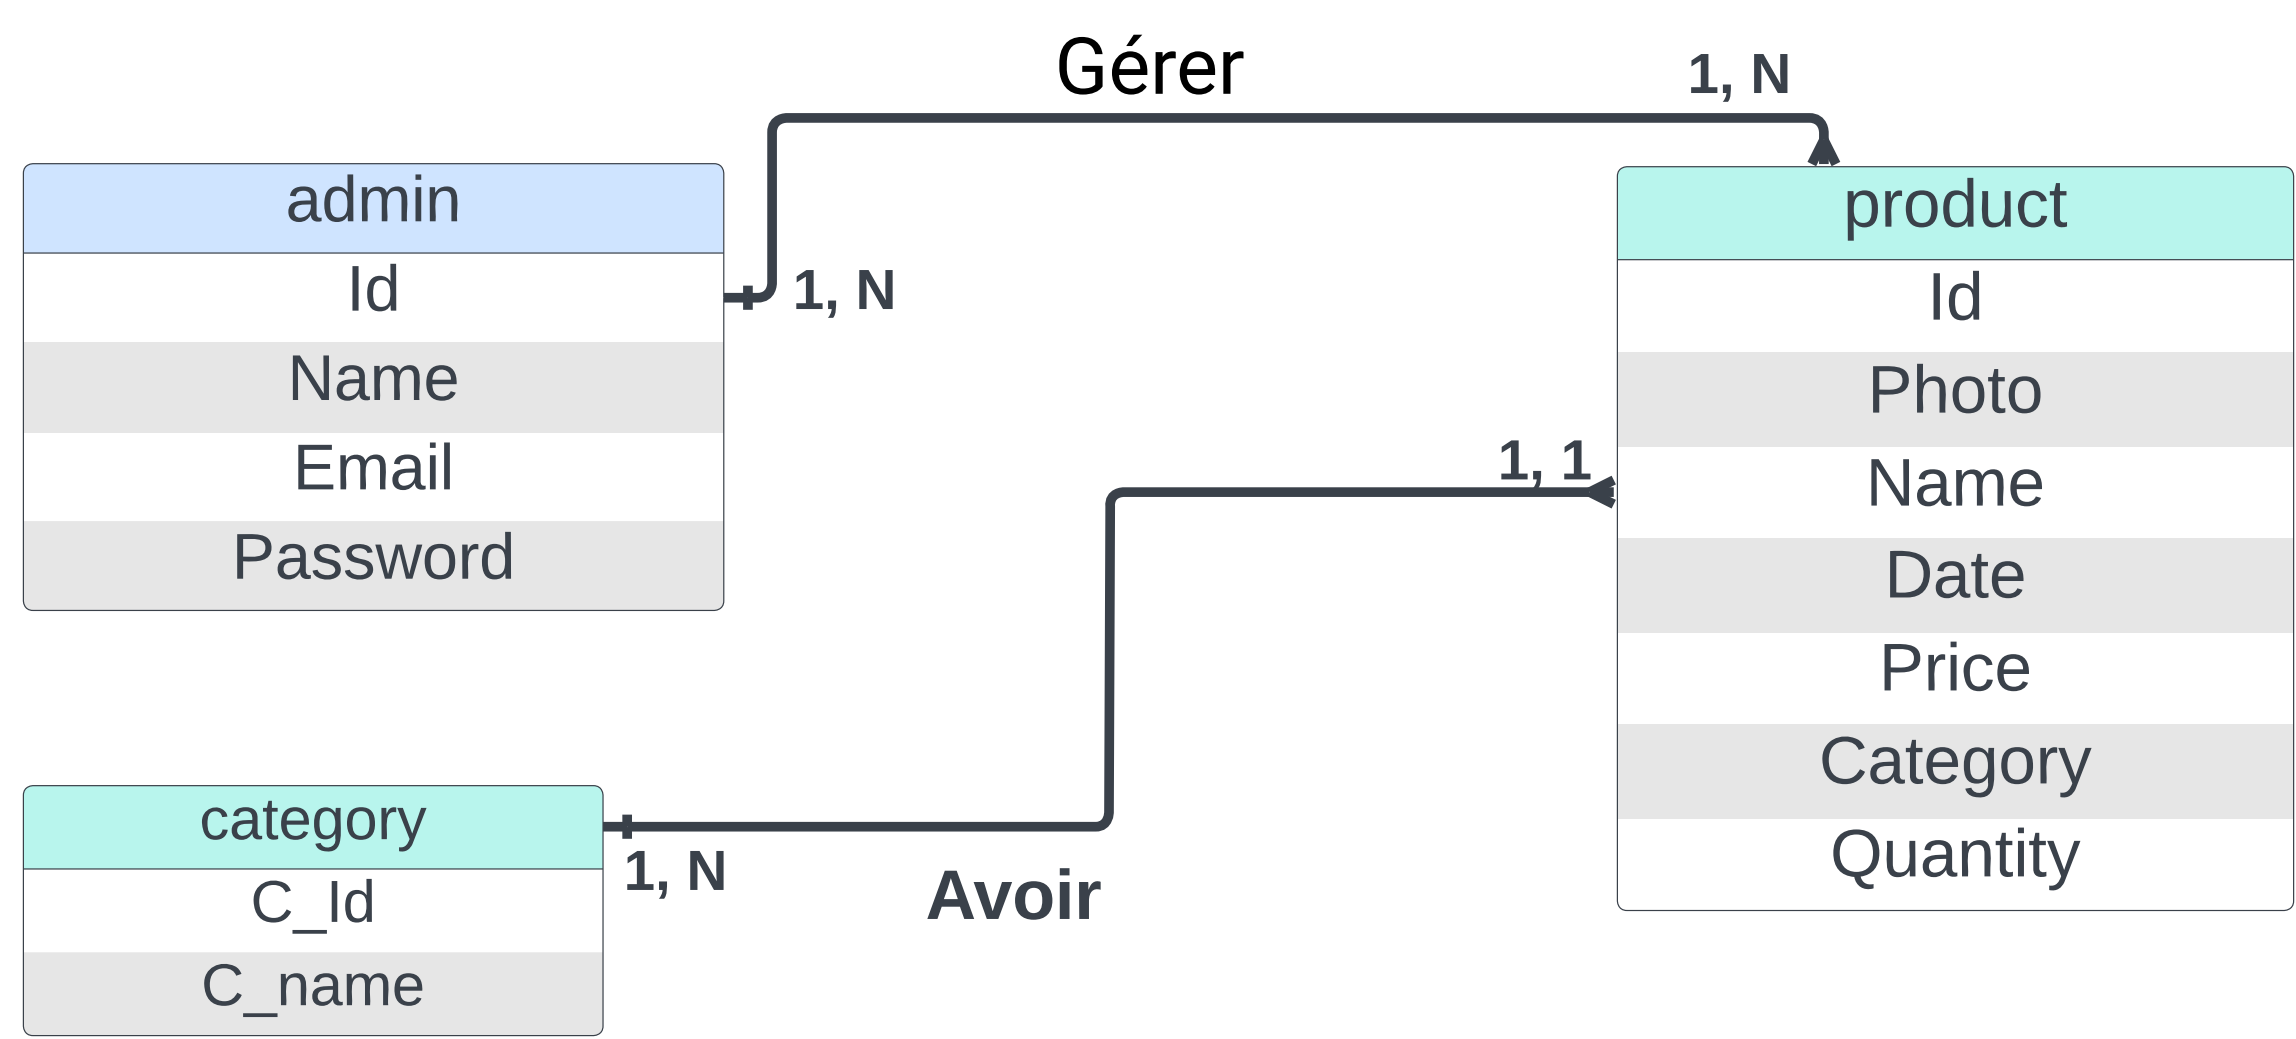 Gérer
1, N
admin
Id
Name
Email
Password
1, N
product
Id
Photo
Name
Date
Price
Category
Quantity
1, 1
category
C_Id
C_name
1, N
Avoir